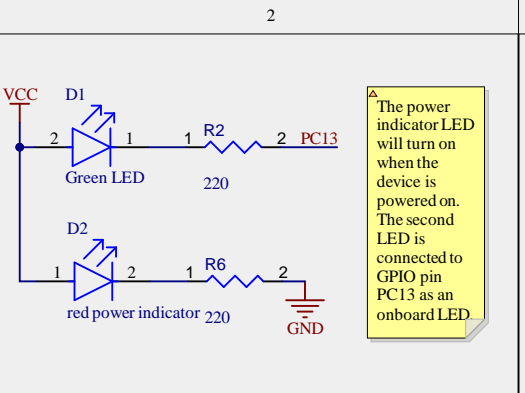 2
VCC
D1
2
1
1
R2
2
PC13
Green LED
220
D2
1
2
1
R6
2
red power indicator
220
GND
The power
indicator LED
will turn on
when the
device is
powered on.
The second
LED is
connected to
GPIO pin
PC13 as an
onboard LED.